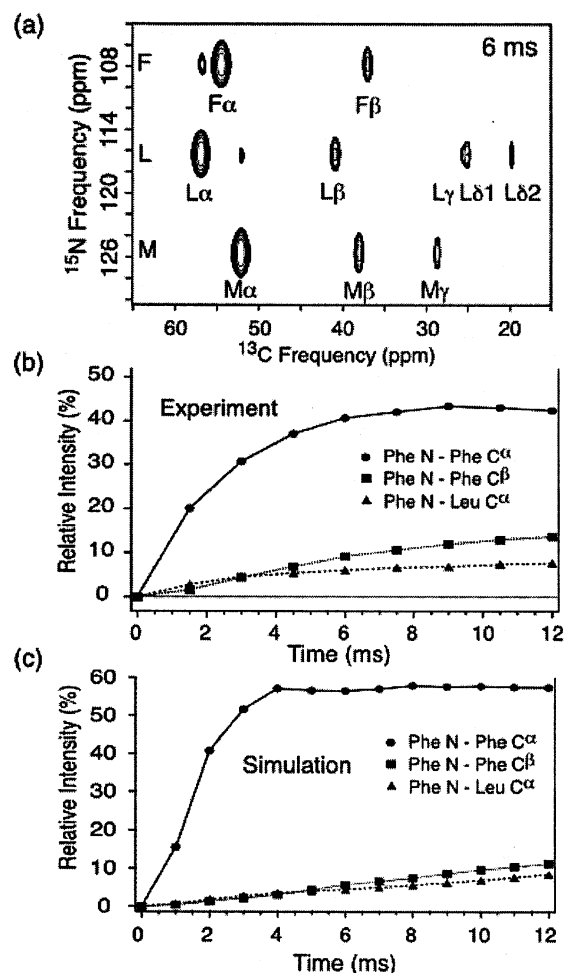 (a)
6 ms
15N Frequency (ppm)
108
114
120
126
F
L
M
Fα
Fβ
Lα
Lβ
Lγ Lδ1 Lδ2
Mα
Mβ
Mγ
60 50 40 30 20
13C Frequency (ppm)
(b)
Relative Intensity (%)
50
40
30
20
10
0
Experiment
Phe N - Phe Cα
Phe N - Phe Cβ
Phe N - Leu Cα
0 2 4 6 8 10 12
Time (ms)
(c)
Relative Intensity (%)
60
50
40
30
20
10
0
Simulation
Phe N - Phe Cα
Phe N - Phe Cβ
Phe N - Leu Cα
0 2 4 6 8 10 12
Time (ms)